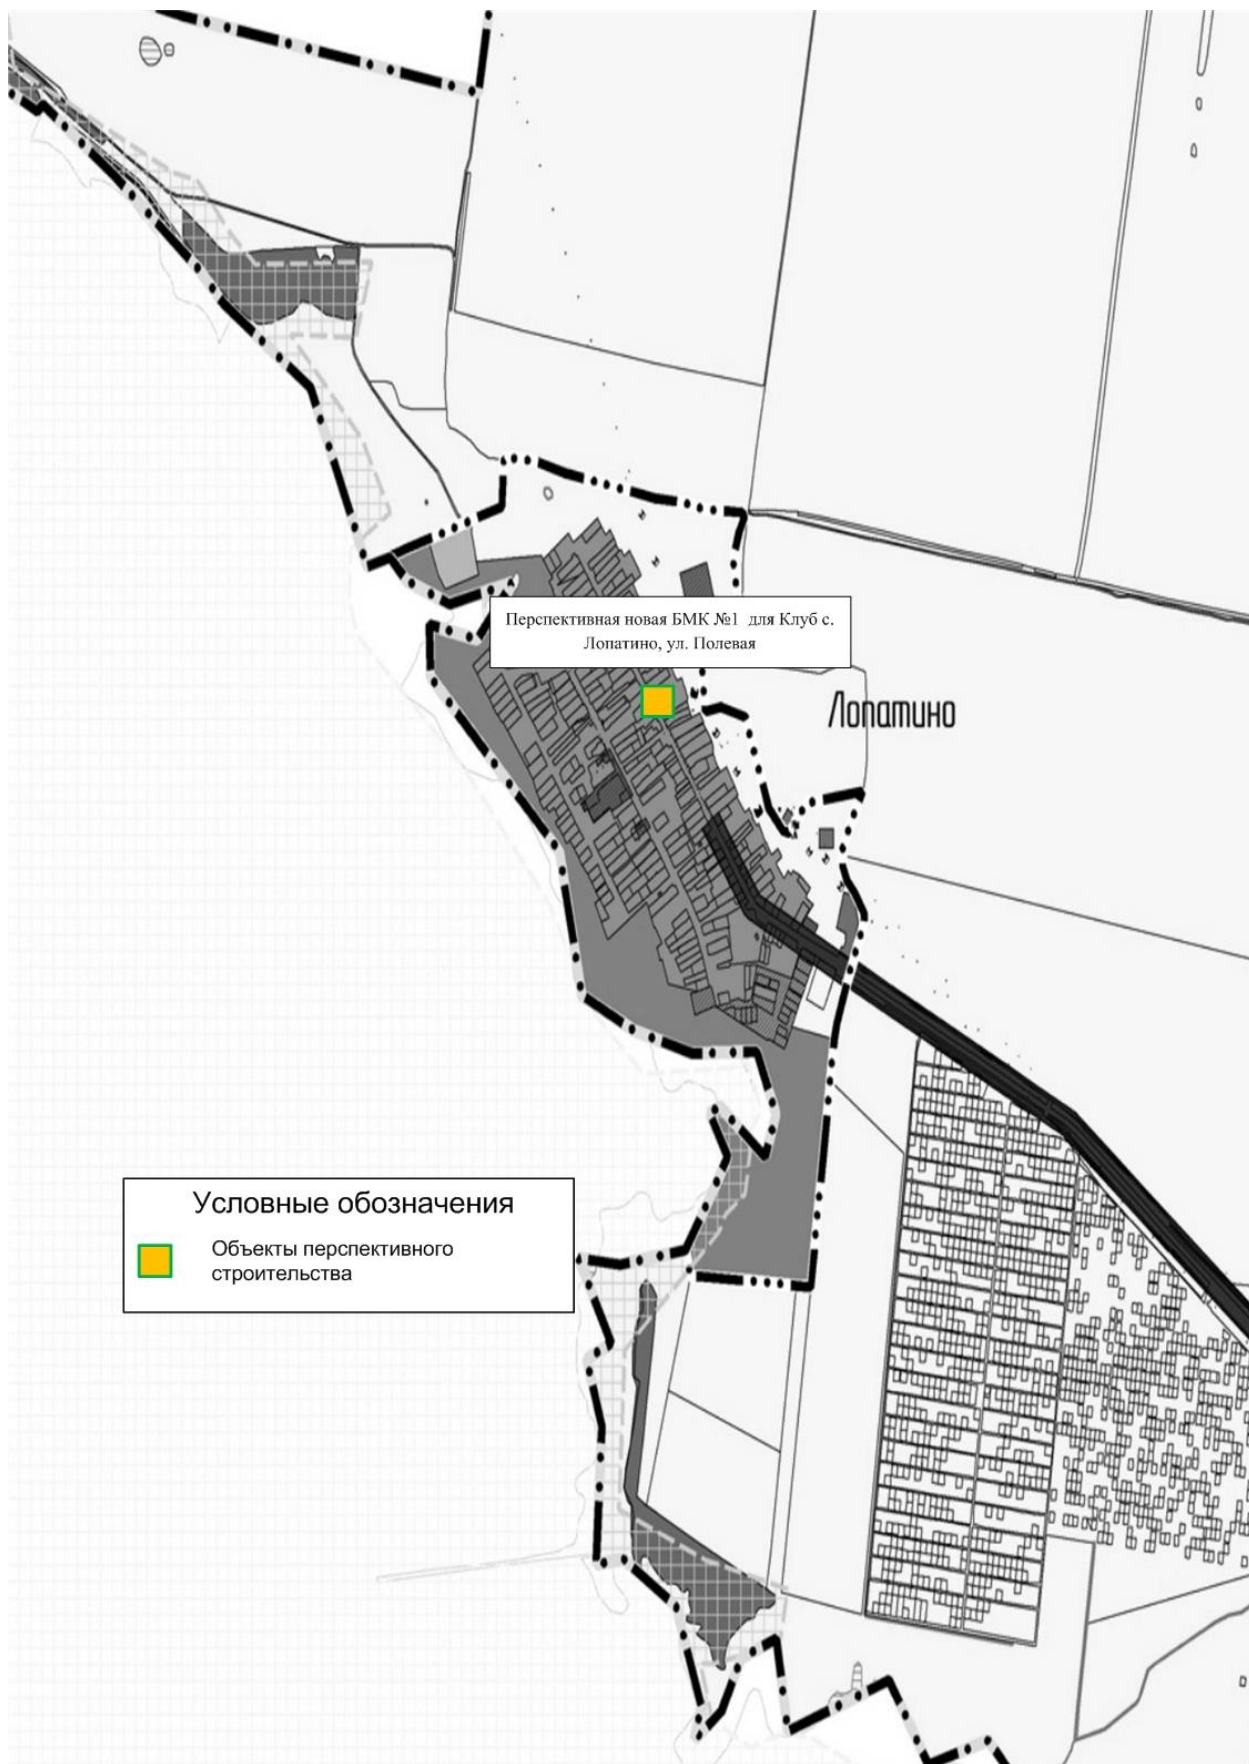 Перспективная новая БМК №1 для Клуб с.
Лопатино, ул. Полевая
Лопатино
Условные обозначения
Объекты перспективного
строительства